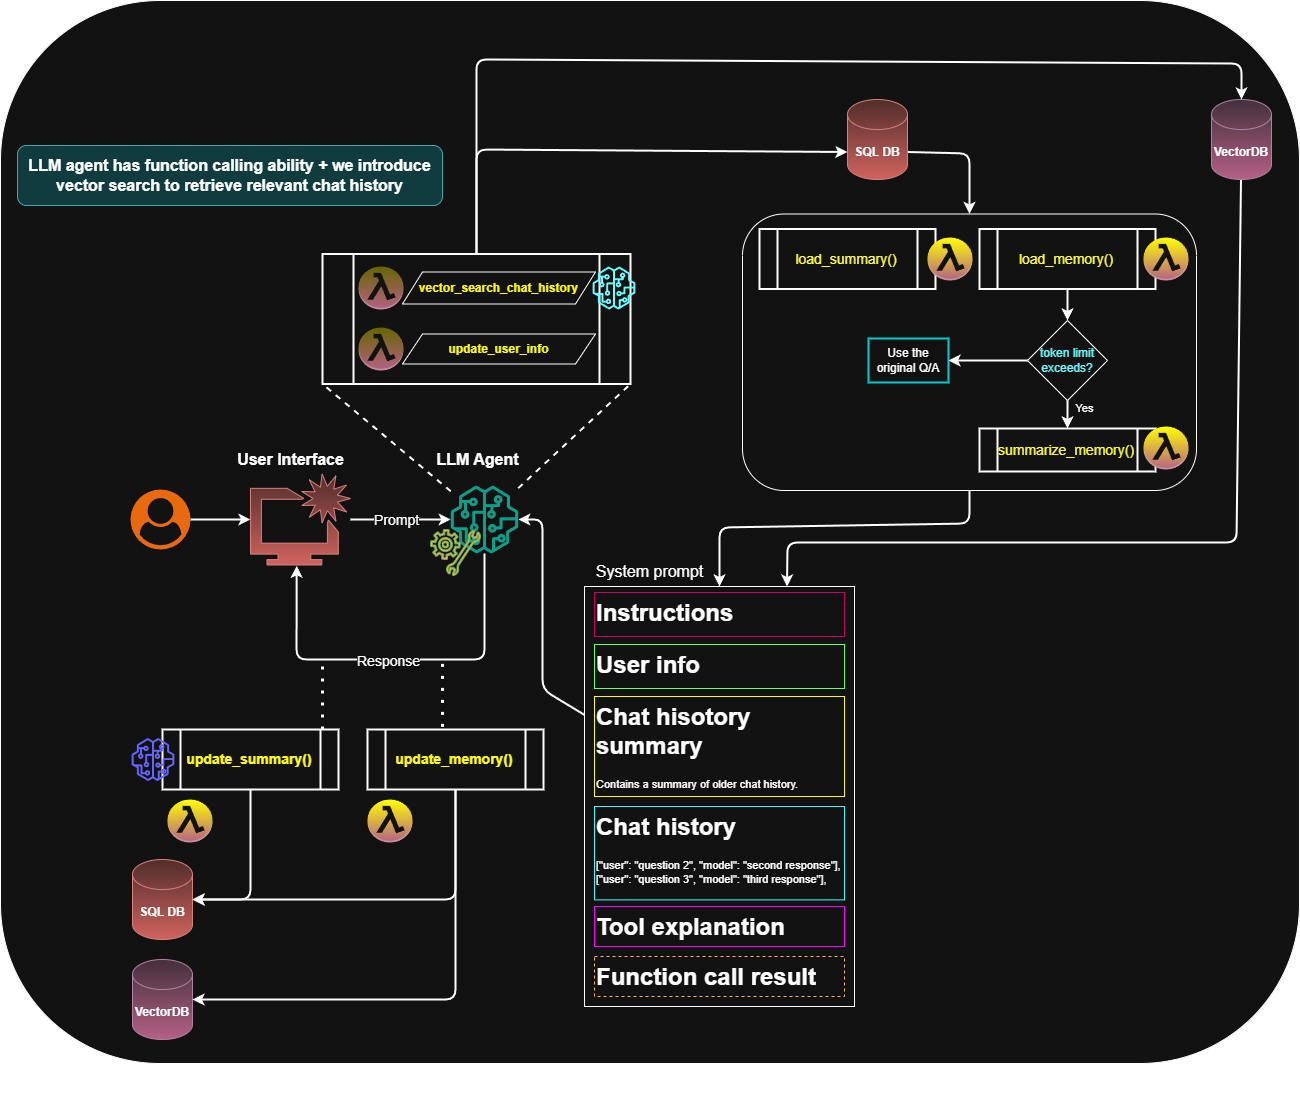 LLM agent has function calling ability + we introduce
vector search to retrieve relevant chat history
SQL DB
VectorDB
load_summary()
load_memory()
vector_search_chat_history
update_user_info
Use the
original Q/A
token limit
exceeds?
Yes
summarize_memory()
User Interface
LLM Agent
Prompt
Response
System prompt
Instructions
User info
Chat hisotory
summary
Contains a summary of older chat history.
Chat history
["user": "question 2", "model": "second response"],
["user": "question 3", "model": "third response"],
Tool explanation
Function call result
update_summary()
update_memory()
SQL DB
VectorDB